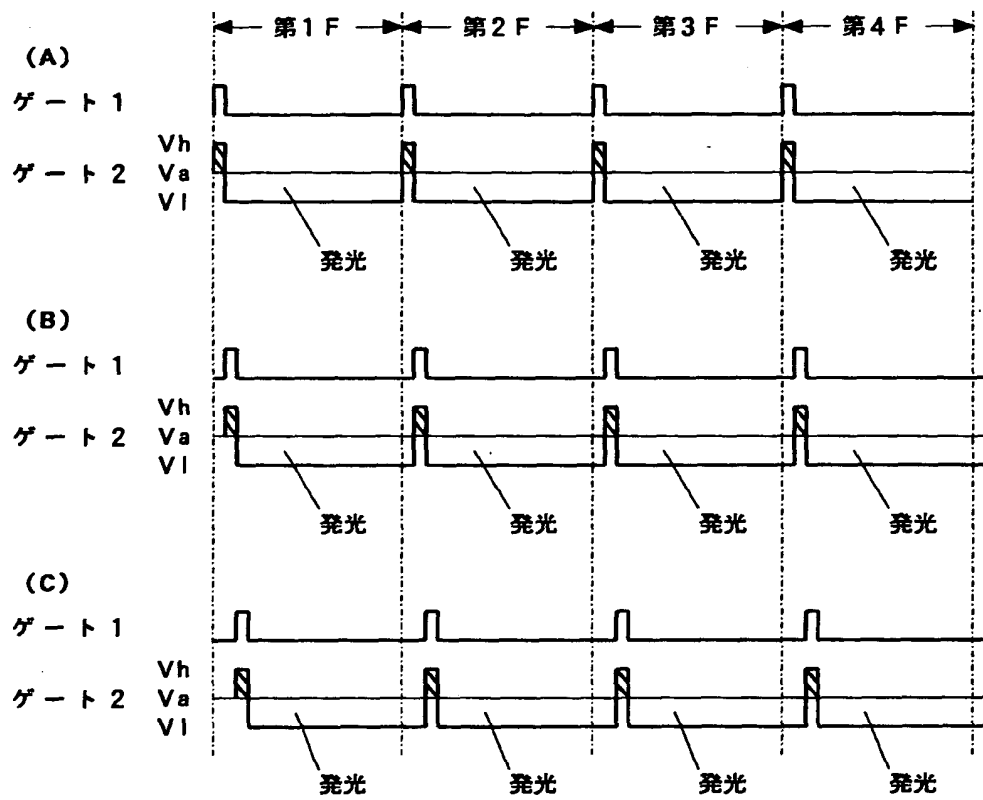 第1F 第2F 第3F 第4F
(A)
ゲート1
Vh
ゲート2 Va
Vl
発光 発光 発光 発光
(B)
ゲート1
Vh
ゲート2 Va
Vl
発光 発光 発光 発光
(C)
ゲート1
Vh
ゲート2 Va
Vl
発光 発光 発光 発光